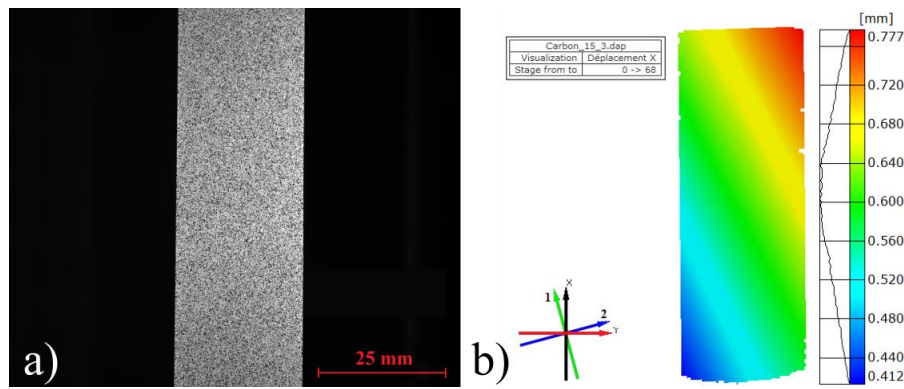 a)
25 mm
Carbon_15_3.dap
Visualization Déplacement X
Stage from to 0 -> 68
X
1
2
Y
b)
[mm]
0.777
0.720
0.680
0.640
0.600
0.560
0.520
0.480
0.440
0.412